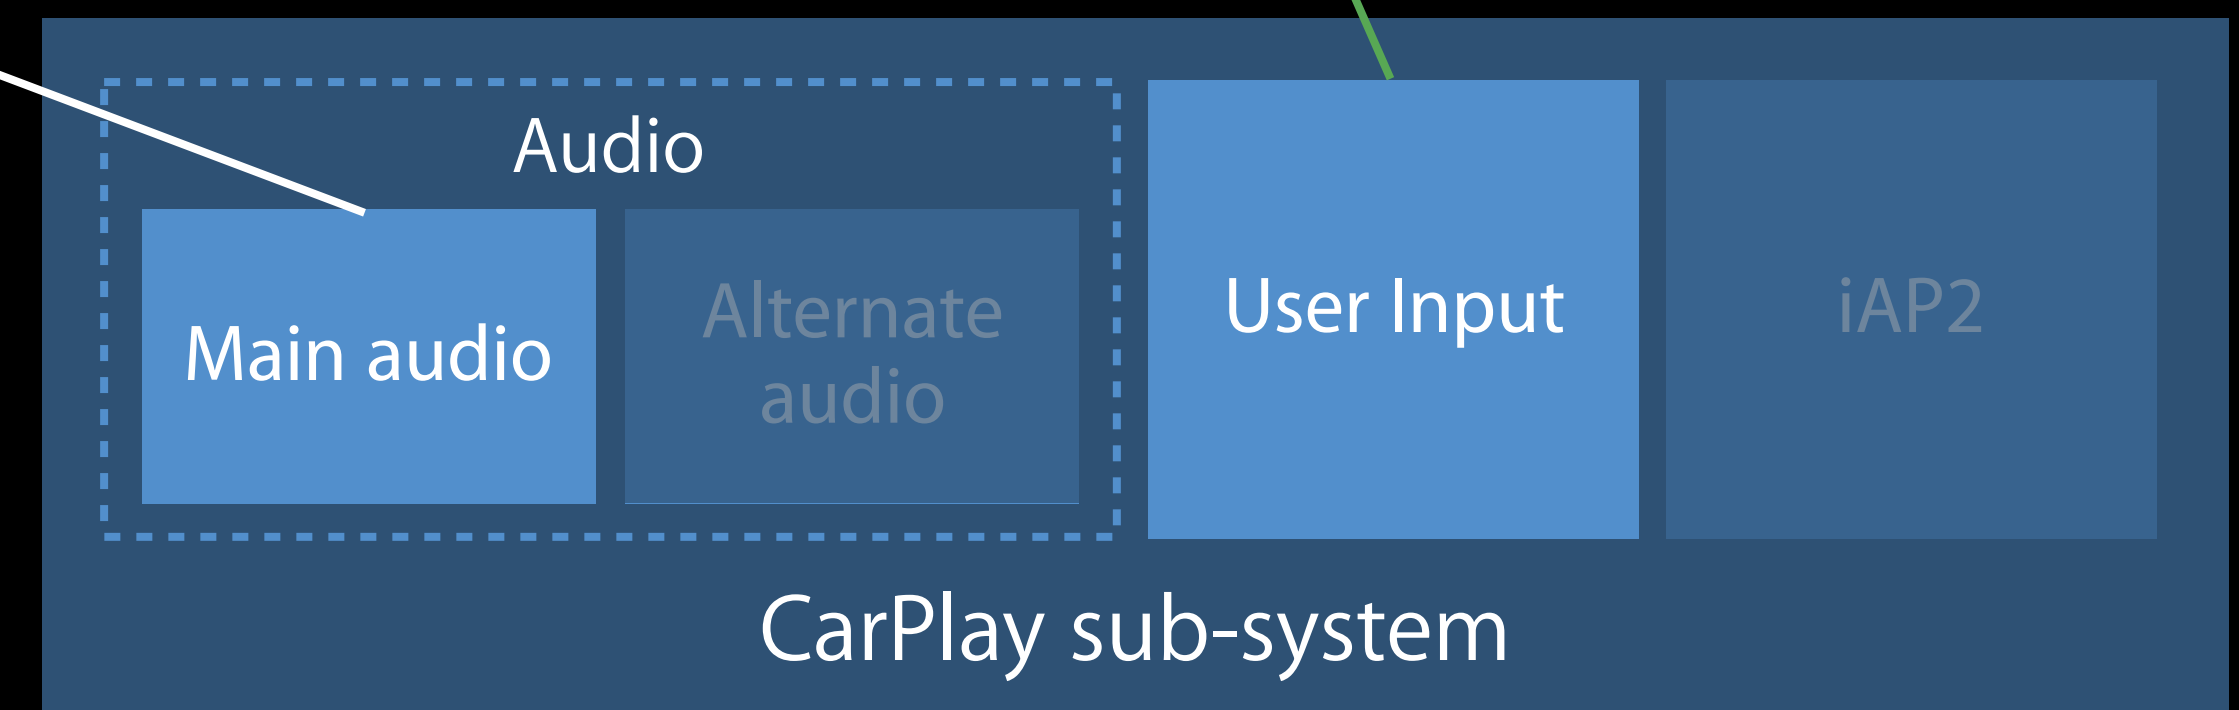 Audio
Main audio
Alternate
audio
User Input
iAP2
CarPlay sub-system